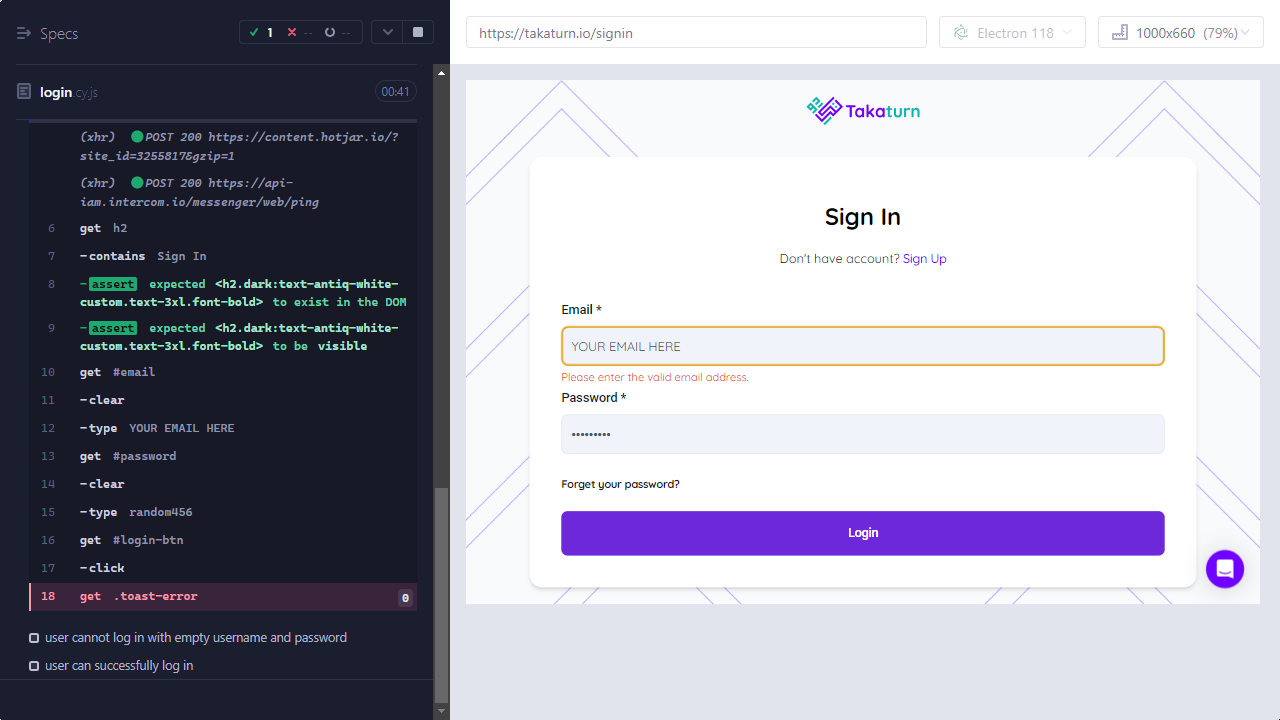 Specs
1
--
--
https://takaturn.io/signin
Electron 118
1000x660 (79%)
login.cy.js
00:41
(xhr) POST 200 https://content.hotjar.io/?
site_id=3255817&gzip=1
(xhr) POST 200 https://api-
iam.intercom.io/messenger/web/ping
6 get h2
7 -contains Sign In
8 -assert expected <h2.dark:text-antiq-white-
custom.text-3xl.font-bold> to exist in the DOM
9 -assert expected <h2.dark:text-antiq-white-
custom.text-3xl.font-bold> to be visible
10 get #email
11 -clear
12 -type YOUR EMAIL HERE
13 get #password
14 -clear
15 -type random456
16 get #login-btn
17 -click
18 get .toast-error 0
user cannot log in with empty username and password
user can successfully log in
Takaturn
Sign In
Don't have account? Sign Up
Email *
YOUR EMAIL HERE
Please enter the valid email address.
Password *
•••••••••
Forget your password?
Login